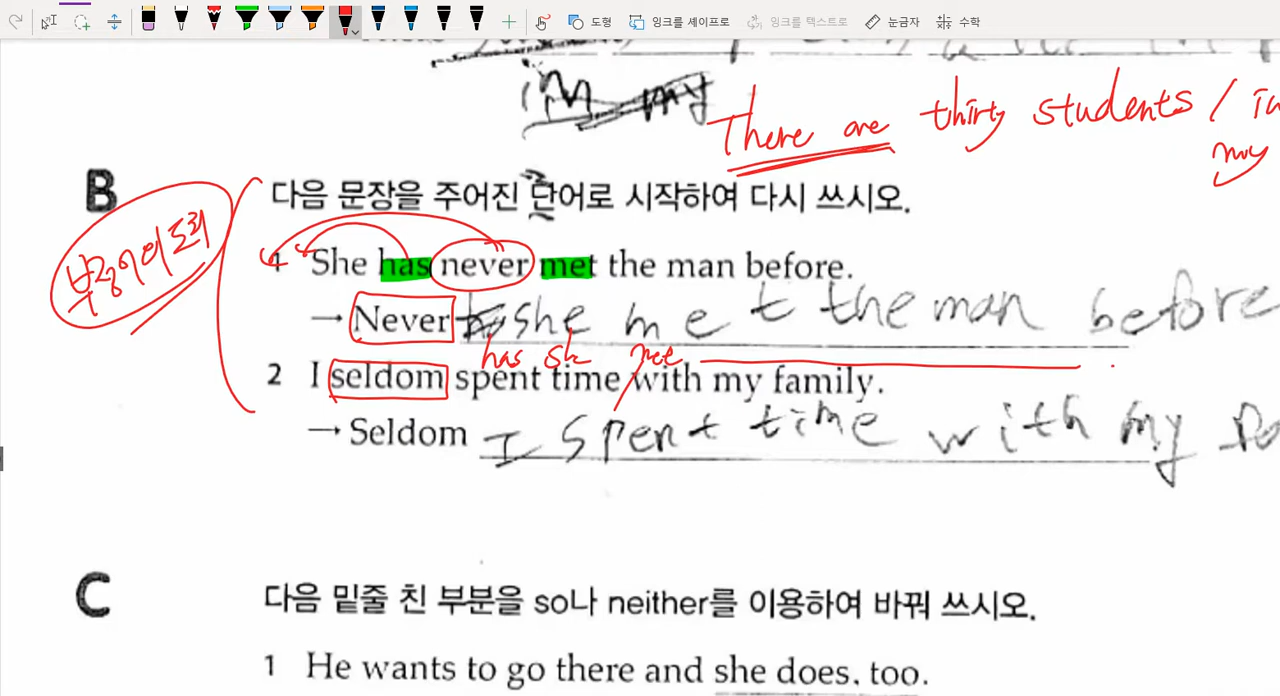 도형 잉크를 셰이프로 잉크를 텍스트로 눈금자 수학
in my
There are thirty students /
my
B 다음 문장을 주어진 단어로 시작하여 다시 쓰시오.
부정어의 도치
1 She has never met the man before.
→ Never she met the man before
has she met
2 I seldom spent time with my family.
→ Seldom I spent time with my fa
C 다음 밑줄 친 부분을 so나 neither를 이용하여 바꿔 쓰시오.
1 He wants to go there and she does, too.